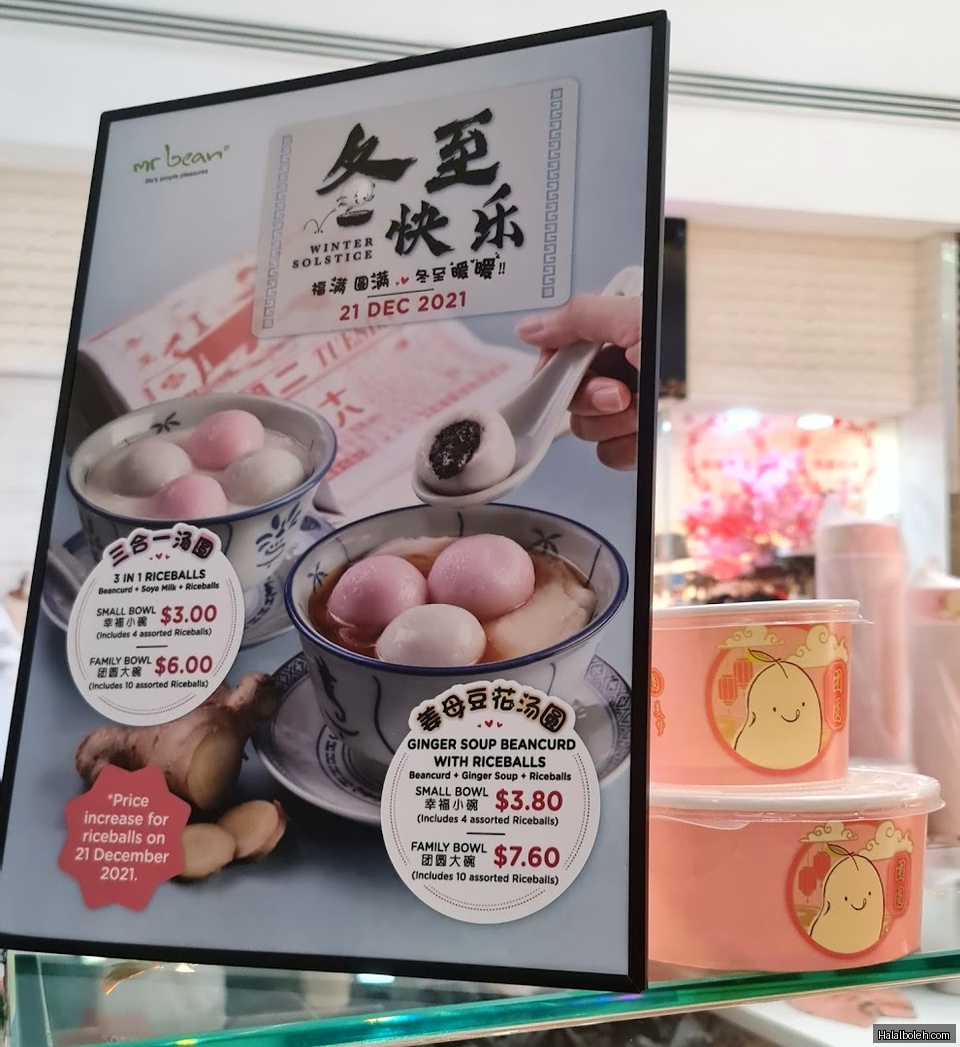 mr bean®
life's simple pleasures
冬至
快乐
WINTER
SOLSTICE
福满圆满 冬至暖暖!!
21 DEC 2021
TUES
二
六
三合一汤圆
3 IN 1 RICEBALLS
Beancurd + Soya Milk + Riceballs
SMALL BOWL $3.00
幸福小碗
(Includes 4 assorted Riceballs)
FAMILY BOWL $6.00
团圆大碗
(Includes 10 assorted Riceballs)
姜母豆花汤圆
GINGER SOUP BEANCURD
WITH RICEBALLS
Beancurd + Ginger Soup + Riceballs
SMALL BOWL $3.80
幸福小碗
(Includes 4 assorted Riceballs)
FAMILY BOWL $7.60
团圆大碗
(Includes 10 assorted Riceballs)
*Price
increase for
riceballs on
21 December
2021.
Halalboleh.com